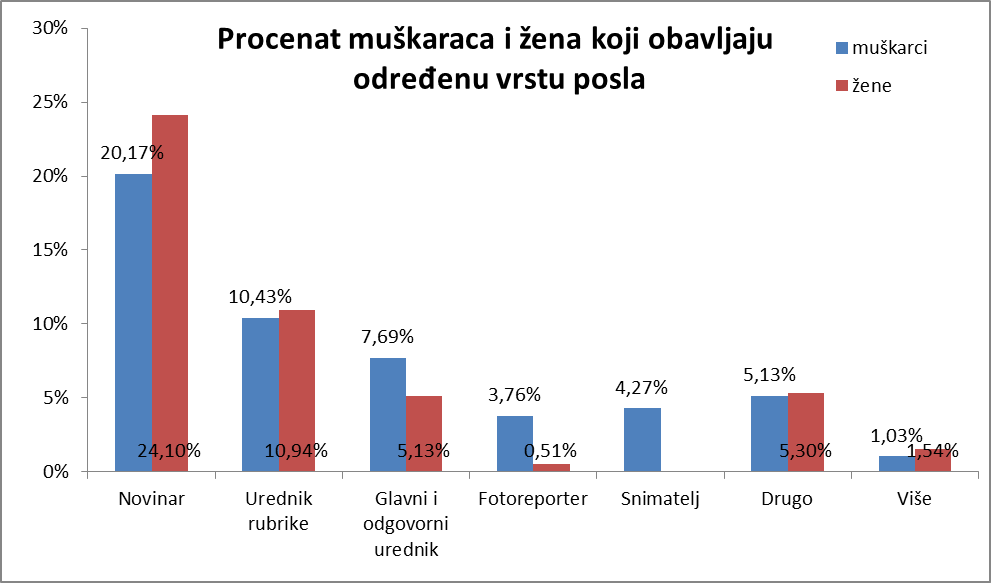 Procenat muškaraca i žena koji obavljaju
određenu vrstu posla
muškarci
žene
30%
25%
20%
15%
10%
5%
0%
20,17%
10,43%
7,69%
3,76%
4,27%
5,13%
1,03%
24,10%
10,94%
5,13%
0,51%
5,30%
1,54%
Novinar
Urednik
rubrike
Glavni i
odgovorni
urednik
Fotoreporter
Snimatelj
Drugo
Više